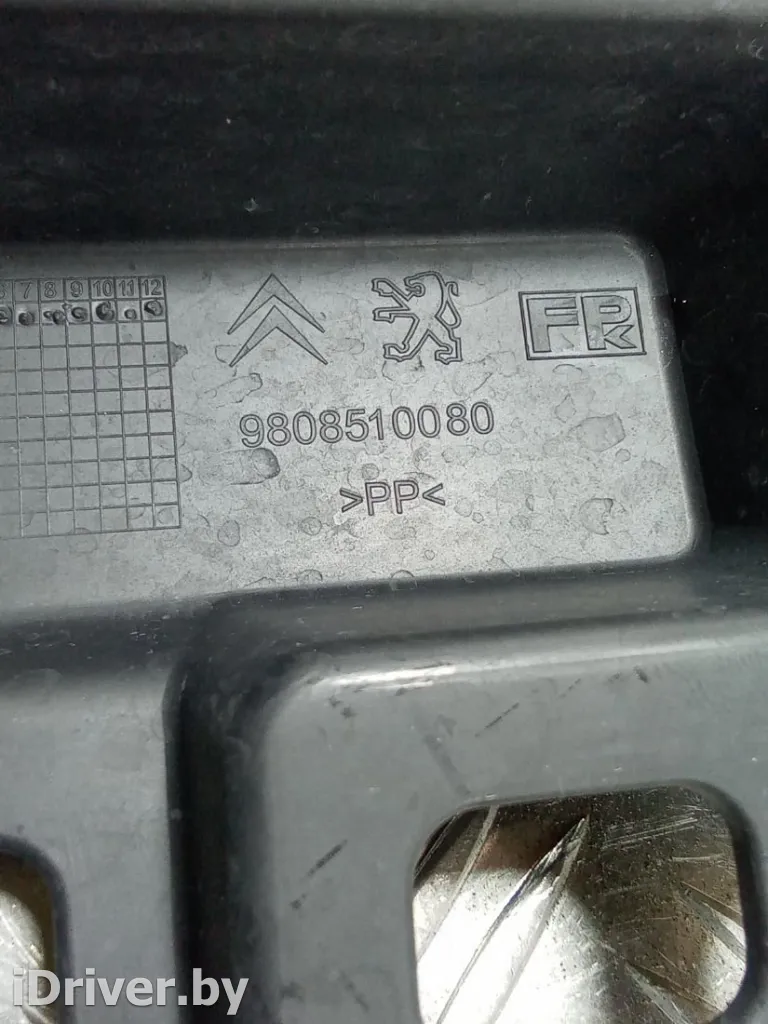 7 8 9 10 11 12
FPK
9808510080
>PP<
iDriver.by